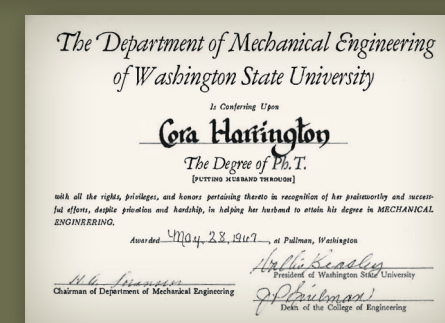 The Department of Mechanical Engineering
of Washington State University
Is Conferring Upon
Cora Harrington
The Degree of Ph.T.
[PUTTING HUSBAND THROUGH]
with all the rights, privileges, and honors pertaining thereto in recognition of her praiseworthy and success-
ful efforts, despite privation and hardship, in helping her husband to attain his degree in MECHANICAL
ENGINEERING.
Awarded May, 28, 1967, at Pullman, Washington
President of Washington State University
Chairman of Department of Mechanical Engineering
Dean of the College of Engineering